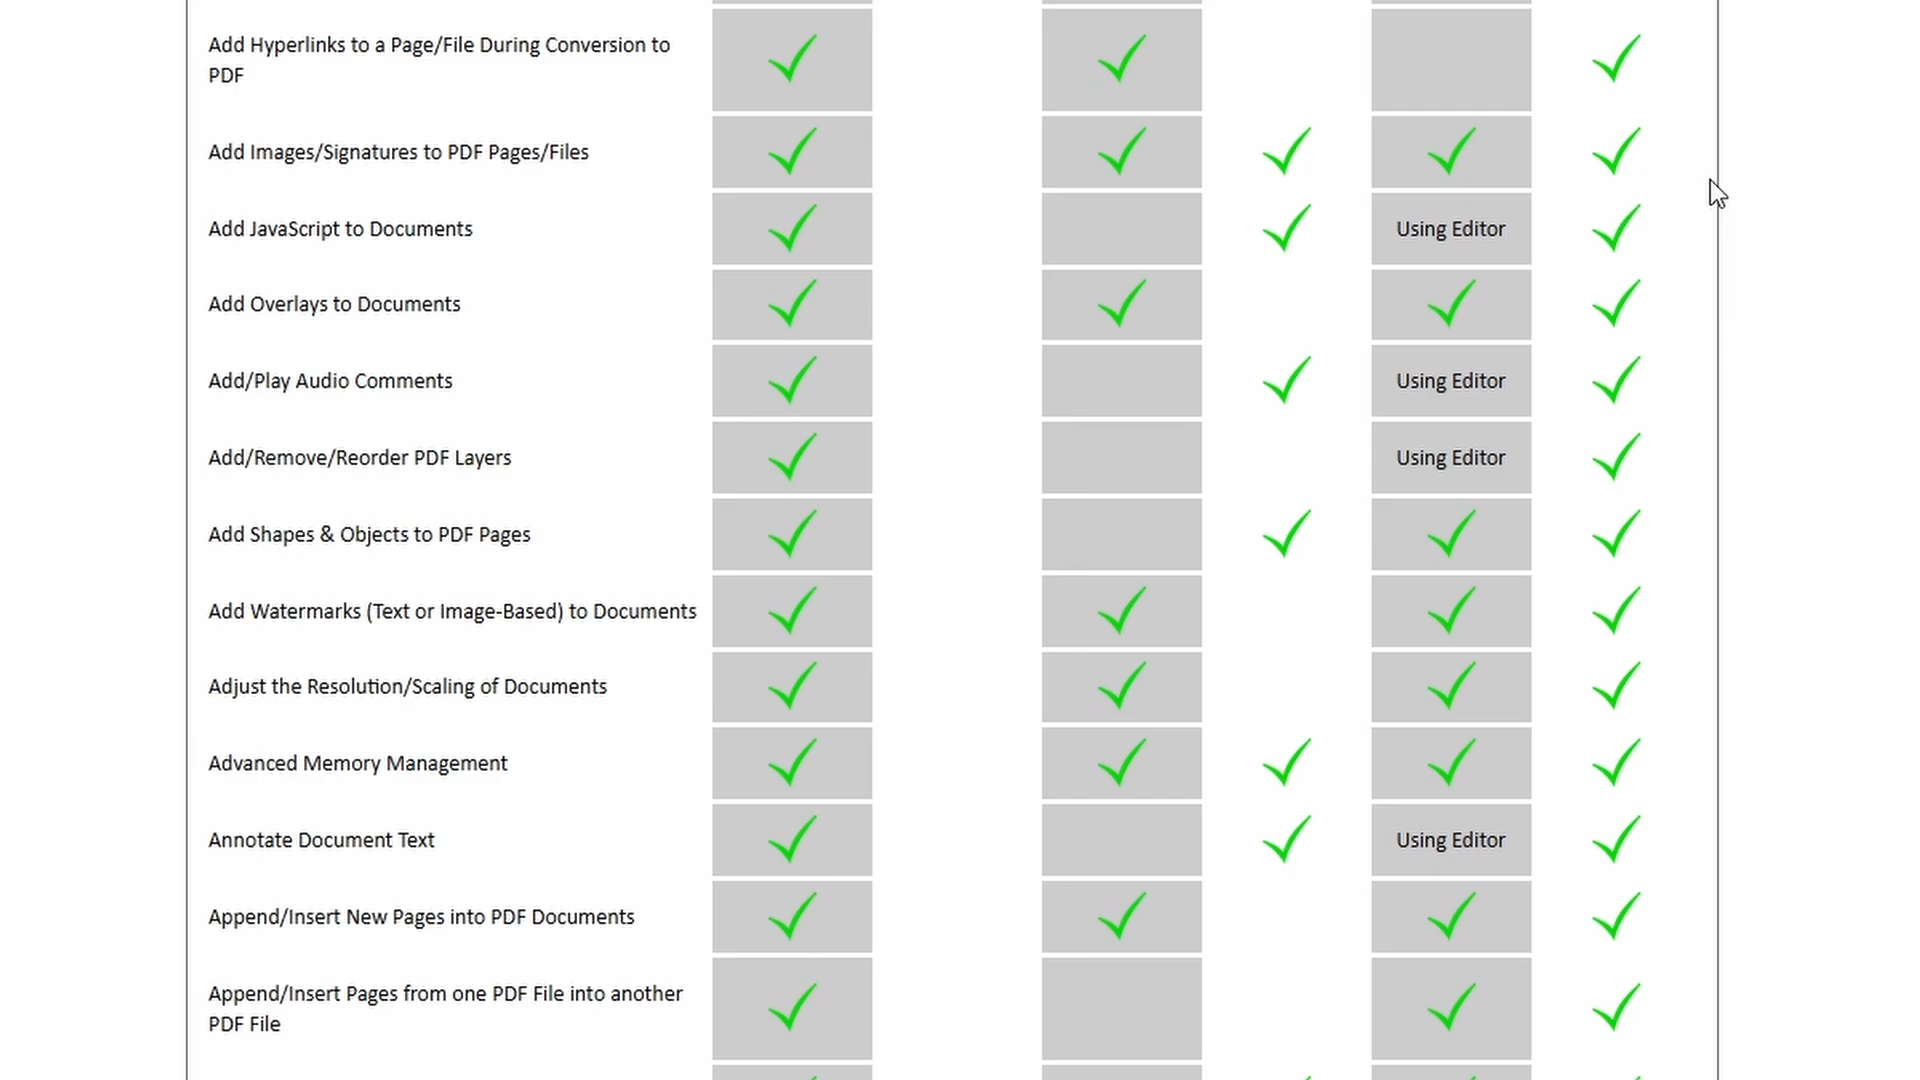 Add Hyperlinks to a Page/File During Conversion to
PDF
Add Images/Signatures to PDF Pages/Files
Add JavaScript to Documents
Using Editor
Add Overlays to Documents
Add/Play Audio Comments
Using Editor
Add/Remove/Reorder PDF Layers
Using Editor
Add Shapes & Objects to PDF Pages
Add Watermarks (Text or Image-Based) to Documents
Adjust the Resolution/Scaling of Documents
Advanced Memory Management
Annotate Document Text
Using Editor
Append/Insert New Pages into PDF Documents
Append/Insert Pages from one PDF File into another
PDF File